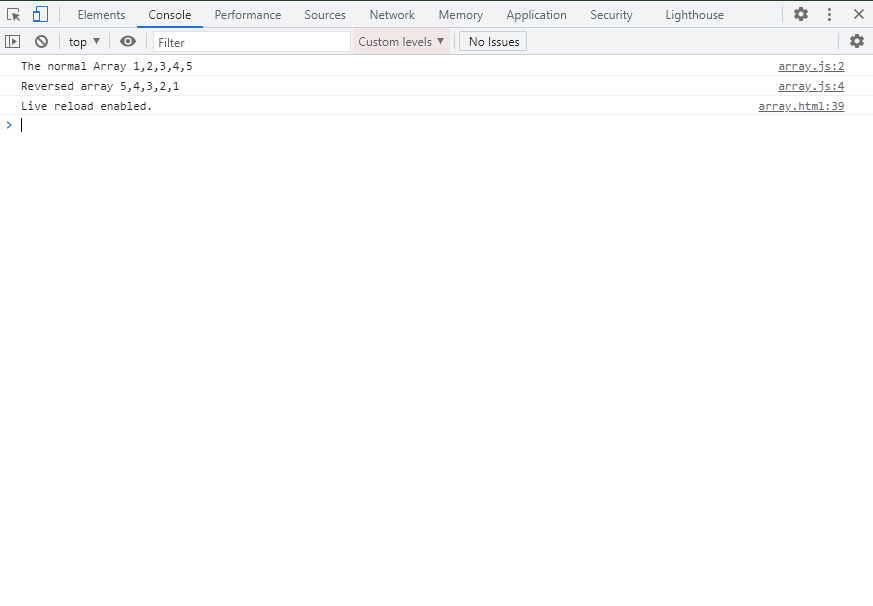 Elements Console Performance Sources Network Memory Application Security Lighthouse
top Filter Custom levels No Issues
The normal Array 1,2,3,4,5 array.js:2
Reversed array 5,4,3,2,1 array.js:4
Live reload enabled. array.html:39